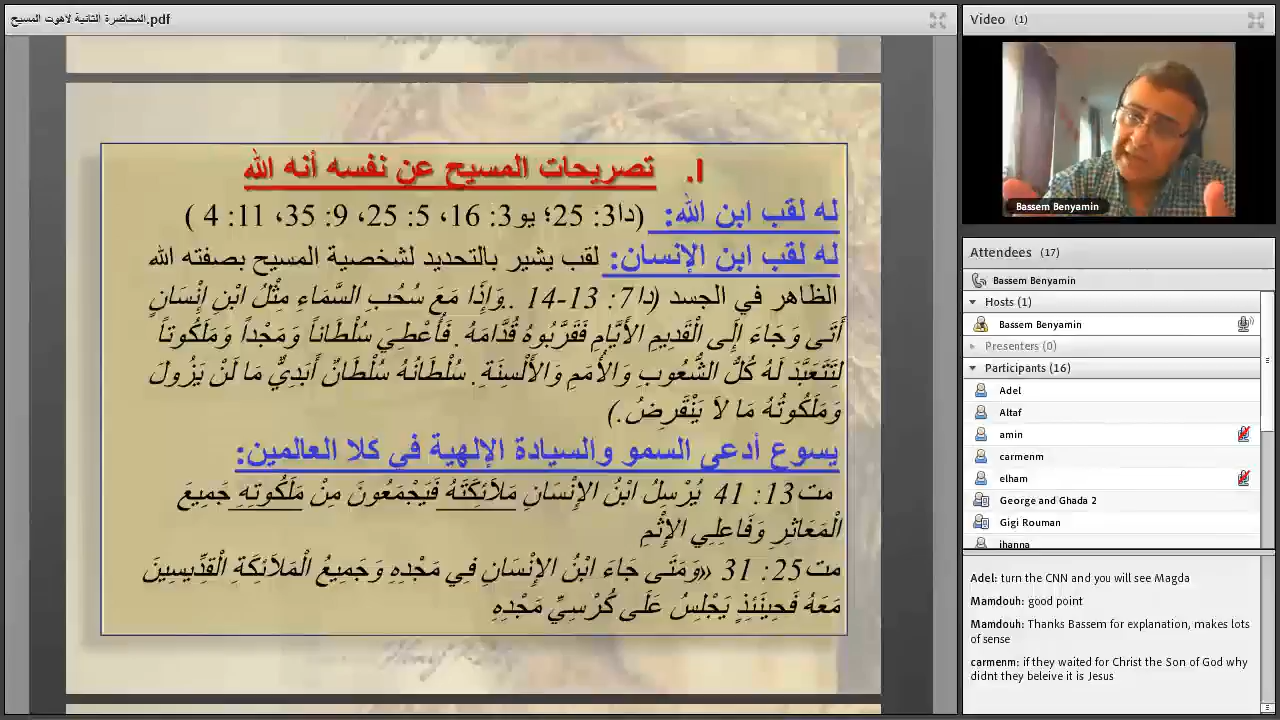 المحاضرة الثانية لاهوت المسيح.pdf
I. تصريحات المسيح عن نفسه أنه الله
له لقب ابن الله: (دا3: 25؛ يو3: 16، 5: 25، 9: 35، 11: 4 )
له لقب ابن الإنسان: لقب يشير بالتحديد لشخصية المسيح بصفته الله
الظاهر في الجسد (دا7: 13-14 ..وَإِذَا مَعَ سُحُبِ السَّمَاءِ مِثْلُ ابْنِ إِنْسَانٍ
أَتَى وَجَاءَ إِلَى الْقَدِيمِ الأَيَّامِ فَقَرَّبُوهُ قُدَّامَهُ. فَأُعْطِيَ سُلْطَاناً وَمَجْداً وَمَلَكُوتاً
لِتَتَعَبَّدَ لَهُ كُلُّ الشُّعُوبِ وَالأُمَمِ وَالأَلْسِنَةِ. سُلْطَانُهُ سُلْطَانٌ أَبَدِيٌّ مَا لَنْ يَزُولَ
وَمَلَكُوتُهُ مَا لاَ يَنْقَرِضُ.)
يسوع أدعى السمو والسيادة الإلهية في كلا العالمين:
مت13: 41 يُرْسِلُ ابْنُ الإِنْسَانِ مَلاَئِكَتَهُ فَيَجْمَعُونَ مِنْ مَلَكُوتِهِ جَمِيعَ
الْمَعَاثِرِ وَفَاعِلِي الإِثْمِ
مت25: 31 «وَمَتَى جَاءَ ابْنُ الإِنْسَانِ فِي مَجْدِهِ وَجَمِيعُ الْمَلاَئِكَةِ الْقِدِّيسِينَ
مَعَهُ فَحِينَئِذٍ يَجْلِسُ عَلَى كُرْسِيِّ مَجْدِهِ
Video (1)
Bassem Benyamin
Attendees (17)
Bassem Benyamin
Hosts (1)
Bassem Benyamin
Presenters (0)
Participants (16)
Adel
Altaf
amin
carmenm
elham
George and Ghada 2
Gigi Rouman
ihanna
Adel: turn the CNN and you will see Magda
Mamdouh: good point
Mamdouh: Thanks Bassem for explanation, makes lots
of sense
carmenm: if they waited for Christ the Son of God why
didnt they beleive it is Jesus